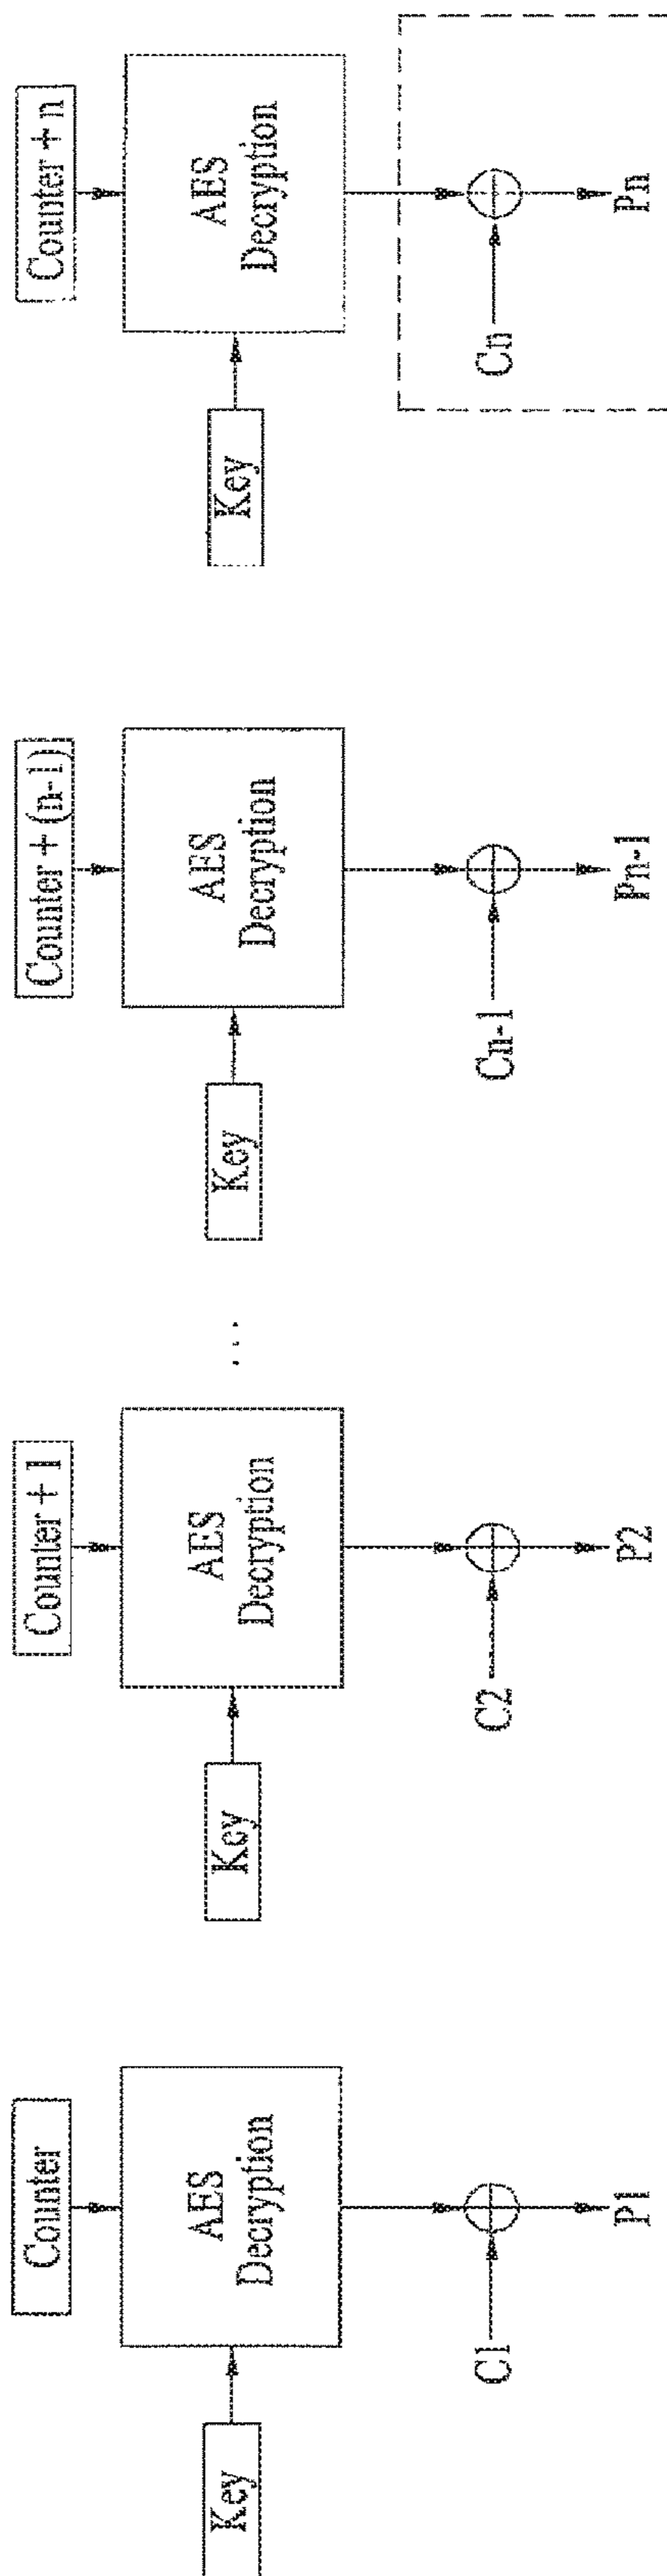 Counter
Key
AES
Decryption
C1
P1
Counter + 1
Key
AES
Decryption
C2
P2
...
Counter + (n-1)
Key
AES
Decryption
Cn-1
Pn-1
Counter + n
Key
AES
Decryption
Cn
Pn